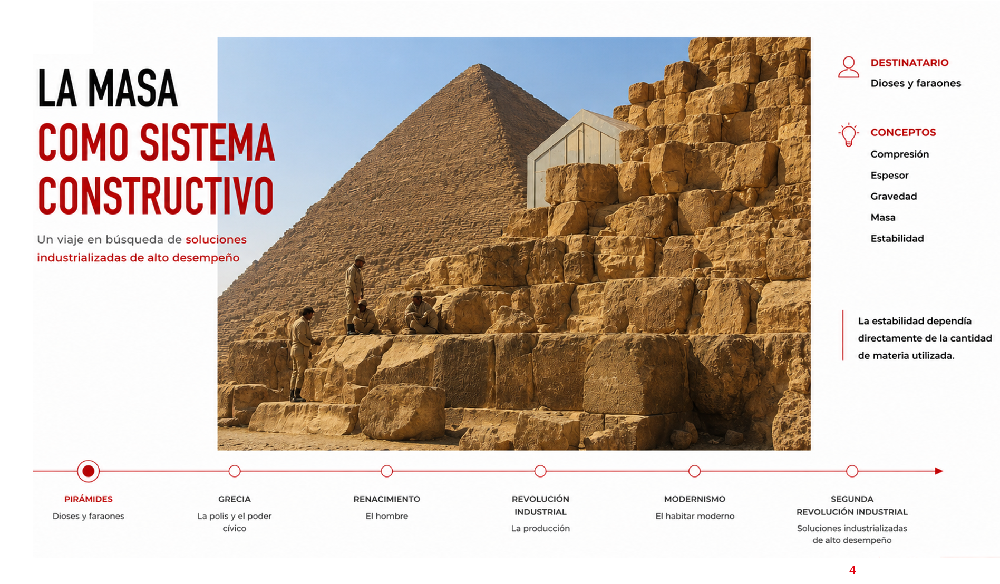 LA MASA
COMO SISTEMA
CONSTRUCTIVO
Un viaje en búsqueda de soluciones
industrializadas de alto desempeño
DESTINATARIO
Dioses y faraones
CONCEPTOS
Compresión
Espesor
Gravedad
Masa
Estabilidad
La estabilidad dependía
directamente de la cantidad
de materia utilizada.
PIRÁMIDES
Dioses y faraones
GRECIA
La polis y el poder
cívico
RENACIMIENTO
El hombre
REVOLUCIÓN
INDUSTRIAL
La producción
MODERNISMO
El habitar moderno
SEGUNDA
REVOLUCIÓN INDUSTRIAL
Soluciones industrializadas
de alto desempeño
4